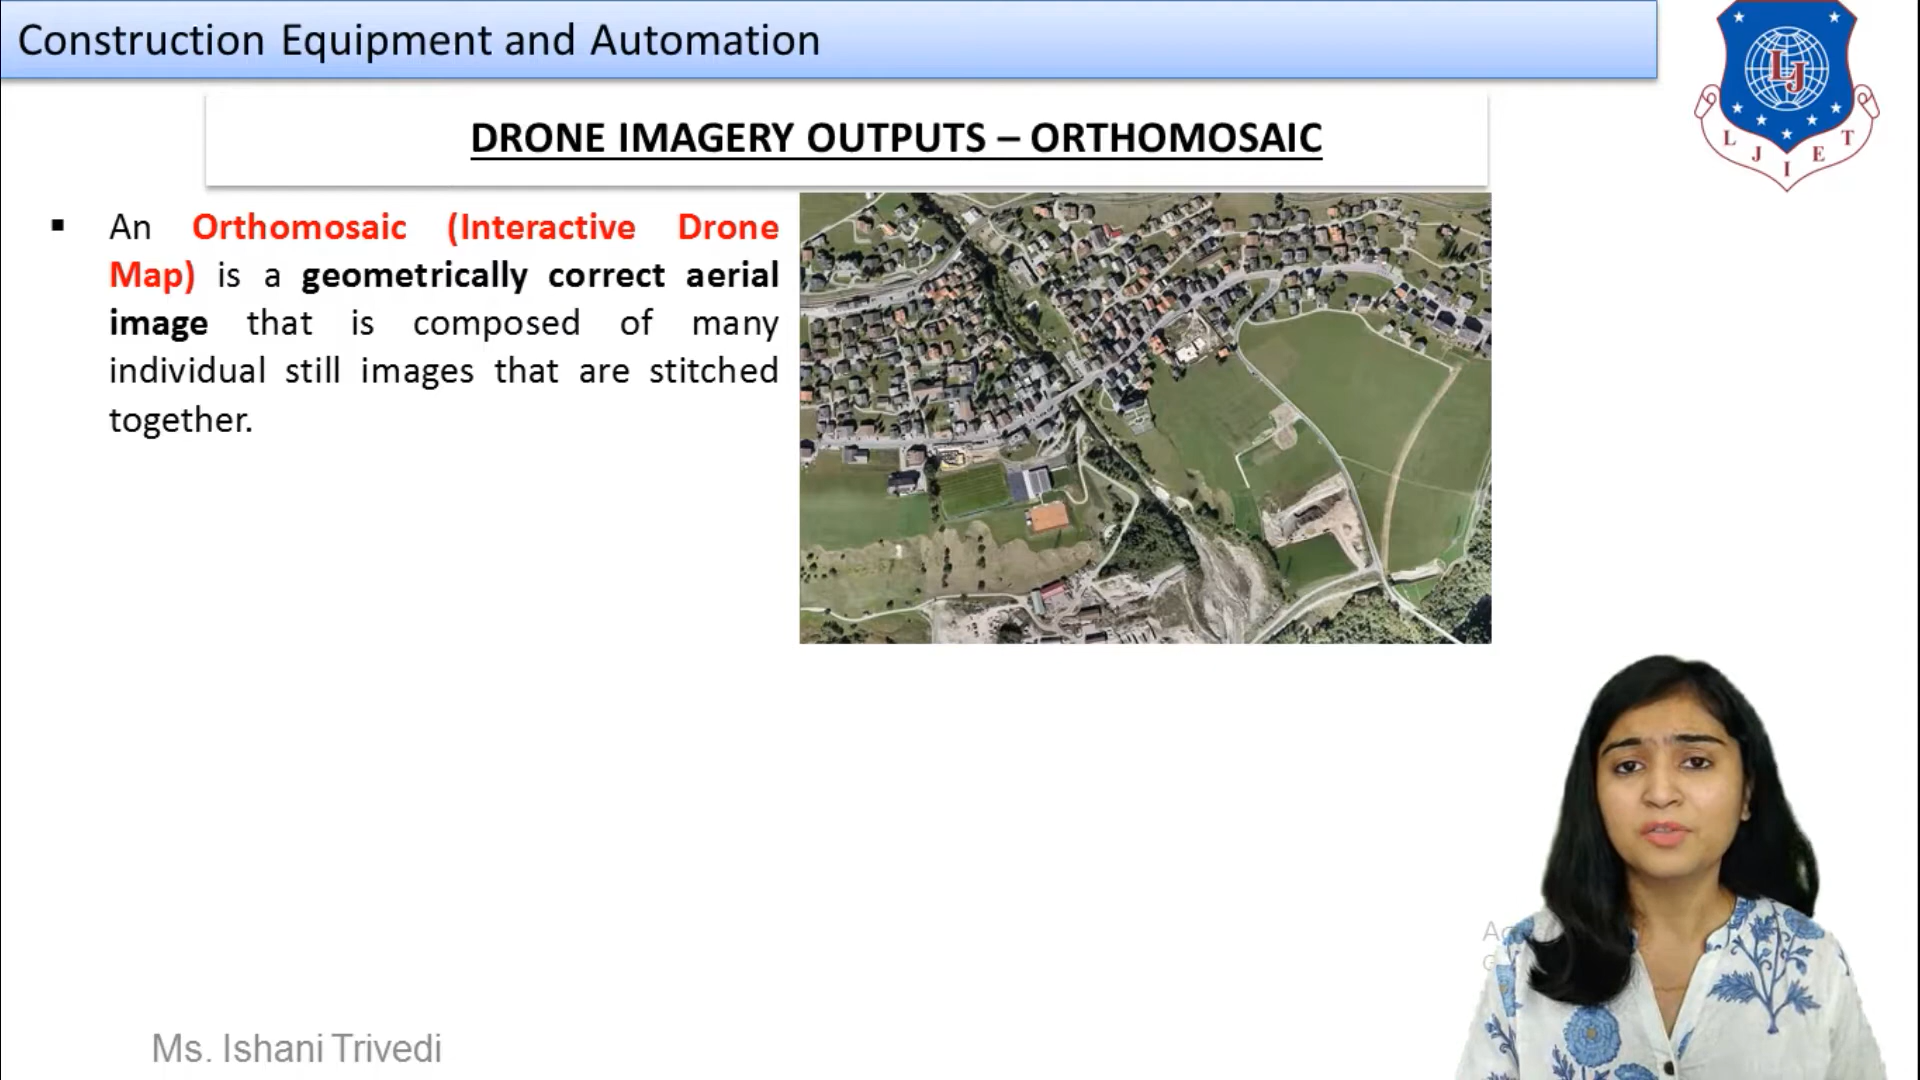 Construction Equipment and Automation
DRONE IMAGERY OUTPUTS – ORTHOMOSAIC
▪ An Orthomosaic (Interactive Drone
Map) is a geometrically correct aerial
image that is composed of many
individual still images that are stitched
together.
LJ
L J I E T
Ms. Ishani Trivedi